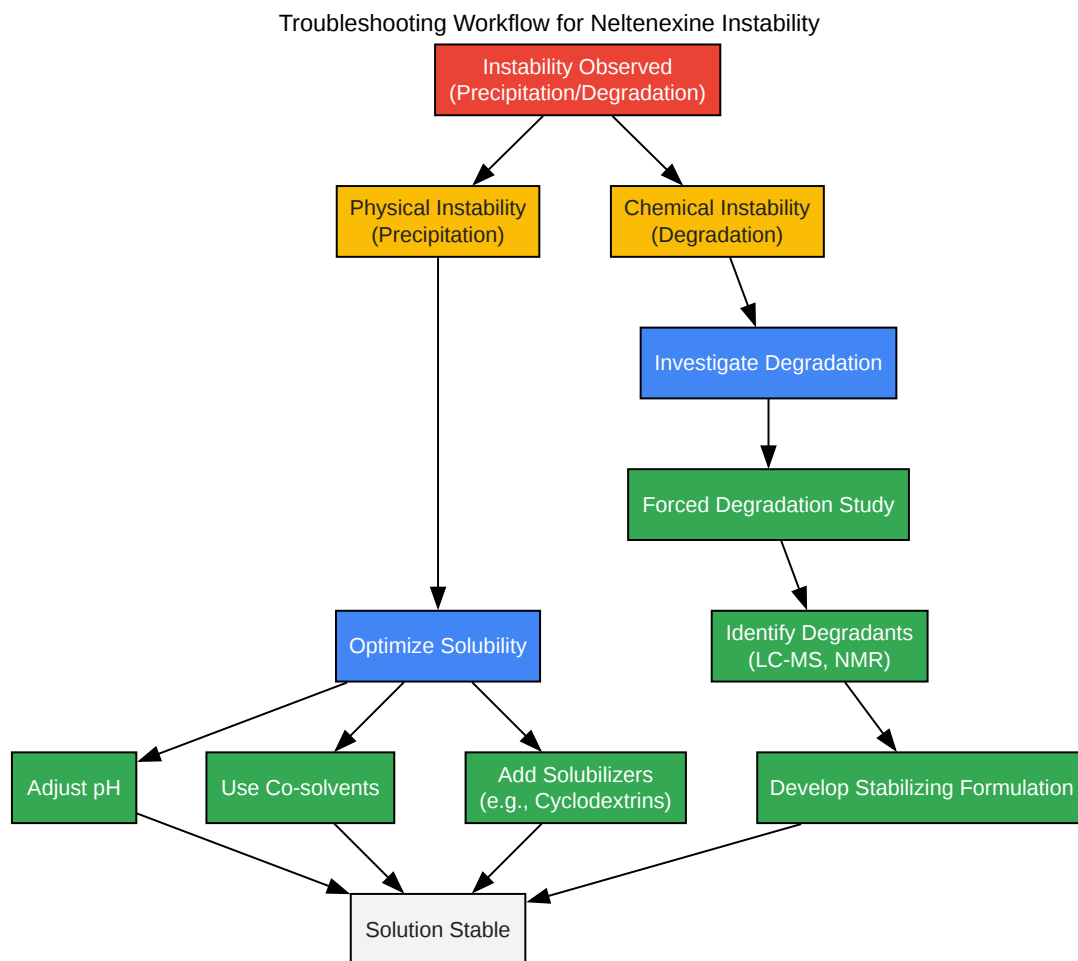 Troubleshooting Workflow for Neltenexine Instability
Instability Observed
(Precipitation/Degradation)
Physical Instability
(Precipitation)
Chemical Instability
(Degradation)
Investigate Degradation
Forced Degradation Study
Optimize Solubility
Identify Degradants
(LC-MS, NMR)
Adjust pH
Use Co-solvents
Add Solubilizers
(e.g., Cyclodextrins)
Develop Stabilizing Formulation
Solution Stable